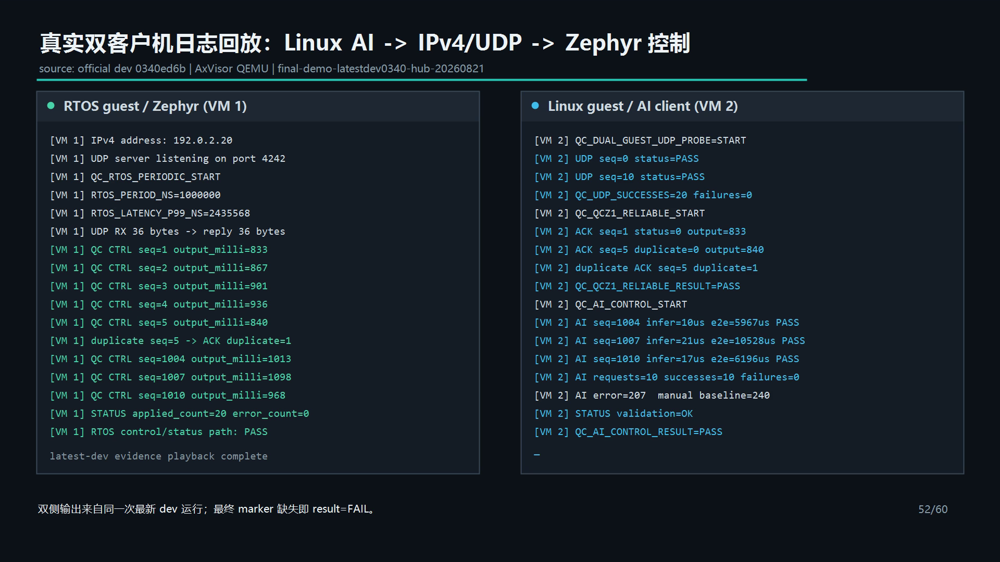 真实双客户机日志回放：Linux AI -> IPv4/UDP -> Zephyr 控制
source: official dev 0340ed6b | AxVisor QEMU | final-demo-latestdev0340-hub-20260821
RTOS guest / Zephyr (VM 1)
[VM 1] IPv4 address: 192.0.2.20
[VM 1] UDP server listening on port 4242
[VM 1] QC_RTOS_PERIODIC_START
[VM 1] RTOS_PERIOD_NS=1000000
[VM 1] RTOS_LATENCY_P99_NS=2435568
[VM 1] UDP RX 36 bytes -> reply 36 bytes
[VM 1] QC CTRL seq=1 output_milli=833
[VM 1] QC CTRL seq=2 output_milli=867
[VM 1] QC CTRL seq=3 output_milli=901
[VM 1] QC CTRL seq=4 output_milli=936
[VM 1] QC CTRL seq=5 output_milli=840
[VM 1] duplicate seq=5 -> ACK duplicate=1
[VM 1] QC CTRL seq=1004 output_milli=1013
[VM 1] QC CTRL seq=1007 output_milli=1098
[VM 1] QC CTRL seq=1010 output_milli=968
[VM 1] STATUS applied_count=20 error_count=0
[VM 1] RTOS control/status path: PASS
latest-dev evidence playback complete
Linux guest / AI client (VM 2)
[VM 2] QC_DUAL_GUEST_UDP_PROBE=START
[VM 2] UDP seq=0 status=PASS
[VM 2] UDP seq=10 status=PASS
[VM 2] QC_UDP_SUCCESSES=20 failures=0
[VM 2] QC_QCZ1_RELIABLE_START
[VM 2] ACK seq=1 status=0 output=833
[VM 2] ACK seq=5 duplicate=0 output=840
[VM 2] duplicate ACK seq=5 duplicate=1
[VM 2] QC_QCZ1_RELIABLE_RESULT=PASS
[VM 2] QC_AI_CONTROL_START
[VM 2] AI seq=1004 infer=10us e2e=5967us PASS
[VM 2] AI seq=1007 infer=21us e2e=10528us PASS
[VM 2] AI seq=1010 infer=17us e2e=6196us PASS
[VM 2] AI requests=10 successes=10 failures=0
[VM 2] AI error=207  manual baseline=240
[VM 2] STATUS validation=OK
[VM 2] QC_AI_CONTROL_RESULT=PASS
_
双侧输出来自同一次最新 dev 运行；最终 marker 缺失即 result=FAIL。
52/60